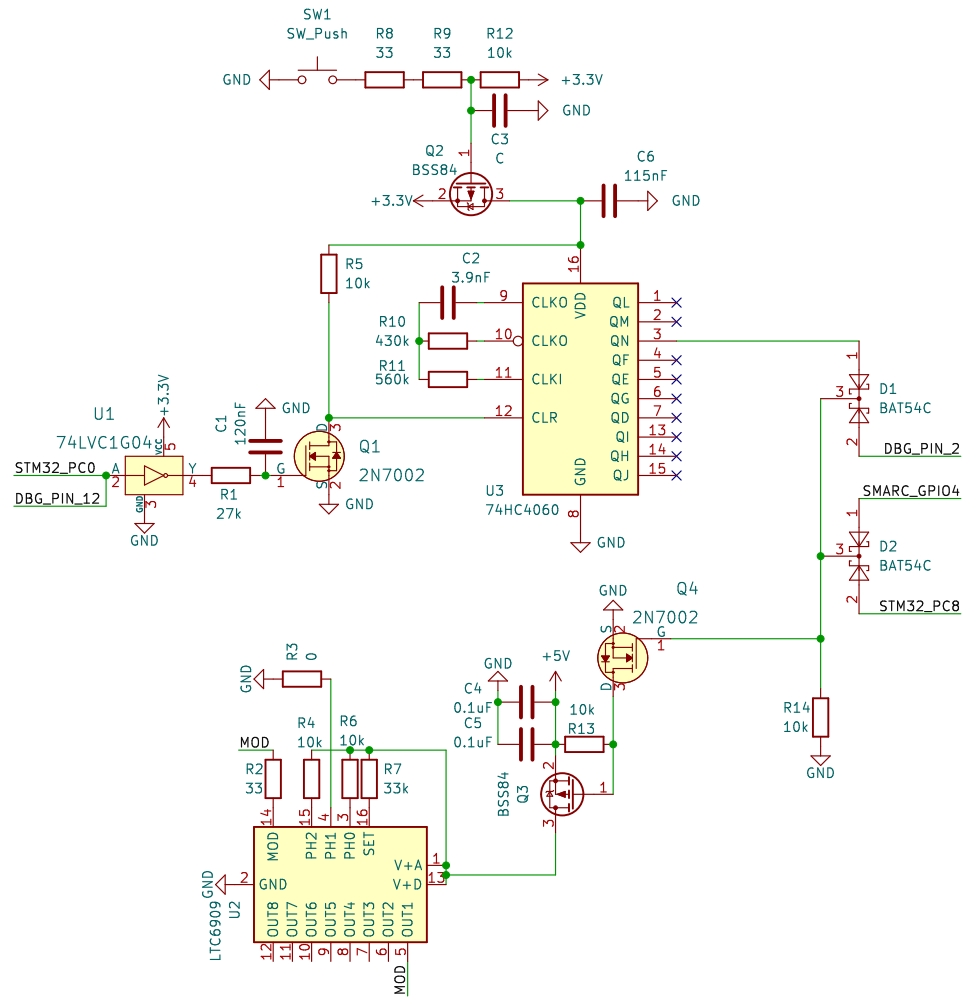 SW1
SW_Push
R8
33
R9
33
R12
10k
GND
+3.3V
GND
C3
C
Q2
BSS84
1
+3.3V
2
3
C6
115nF
GND
R5
10k
C2
3.9nF
R10
430k
R11
560k
16
VDD
9 CLKO
10 CLKO
11 CLKI
12 CLR
QL 1
QM 2
QN 3
QF 4
QE 5
QG 6
QD 7
QI 13
QH 14
QJ 15
GND
8
U3
74HC4060
GND
U1
74LVC1G04
+3.3V
VCC
5
STM32_PC0
DBG_PIN_12
A
2
Y
4
GND
3
GND
R1
27k
C1
120nF
GND
G
1
D
3
S
2
Q1
2N7002
GND
1
3
2
D1
BAT54C
DBG_PIN_2
SMARC_GPIO4
1
3
2
D2
BAT54C
STM32_PC8
Q4
2N7002
GND
S
2
G
1
D
3
R14
10k
GND
GND
+5V
C4
0.1uF
C5
0.1uF
10k
R13
BSS84
Q3
2
1
3
GND
R3
0
MOD
R2
33
R4
10k
R6
10k
R7
33k
14
15
4
3
16
MOD
PH2
PH1
PH0
SET
V+A 1
V+D 13
GND
2 GND
LTC6909
U2
OUT8
OUT7
OUT6
OUT5
OUT4
OUT3
OUT2
OUT1
12
11
10
9
8
7
6
5
MOD